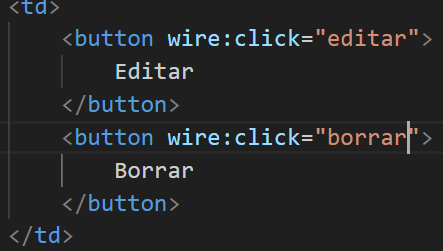 <td>
<button wire:click="editar">
Editar
</button>
<button wire:click="borrar">
Borrar
</button>
</td>